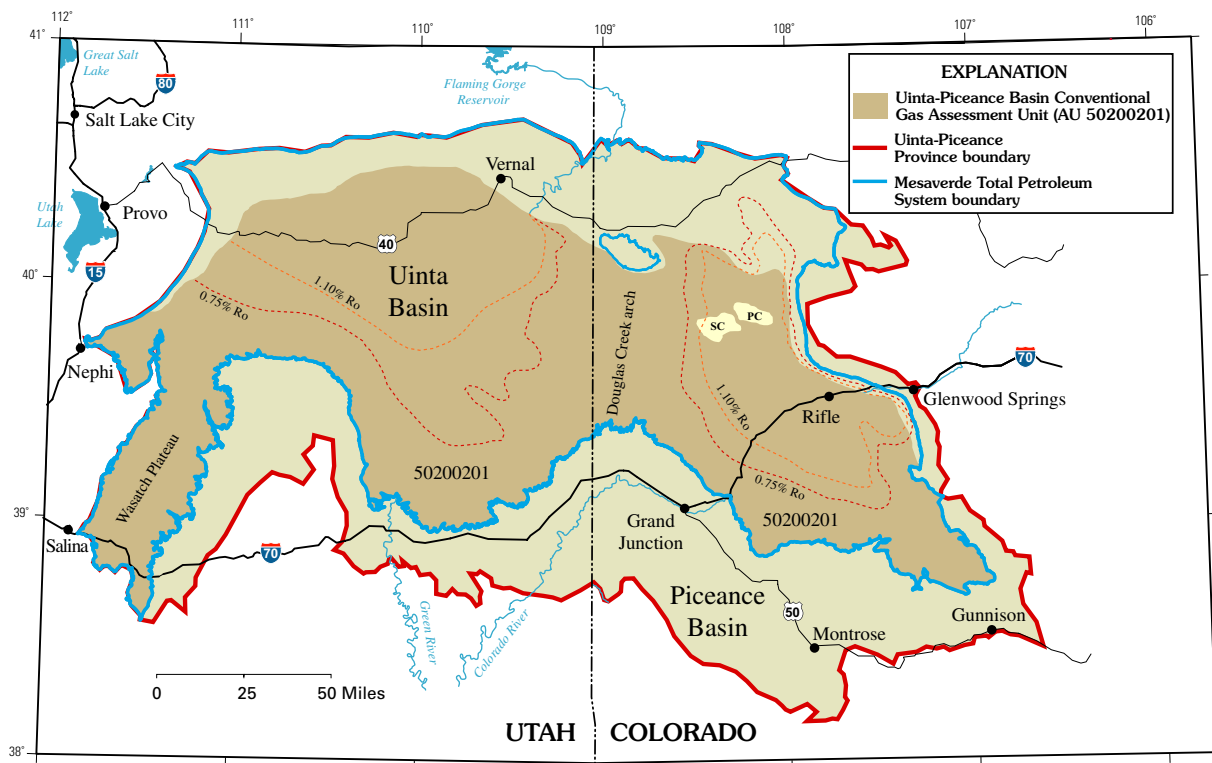 112°
111°
110°
109°
108°
107°
106°
41°
40°
39°
38°
Great Salt
Lake
80
Salt Lake City
Flaming Gorge
Reservoir
EXPLANATION
Uinta-Piceance Basin Conventional
Gas Assessment Unit (AU 50200201)
Uinta-Piceance
Province boundary
Mesaverde Total Petroleum
System boundary
Vernal
Utah
Lake
Provo
40
15
Uinta
Basin
1.10% Ro
0.75% Ro
Douglas Creek arch
SC
PC
70
Nephi
Glenwood Springs
Rifle
1.10% Ro
Wasatch Plateau
50200201
0.75% Ro
50200201
Salina
70
Grand
Junction
Green River
Colorado River
Piceance
Basin
50
Gunnison
Montrose
0
25
50 Miles
UTAH
COLORADO